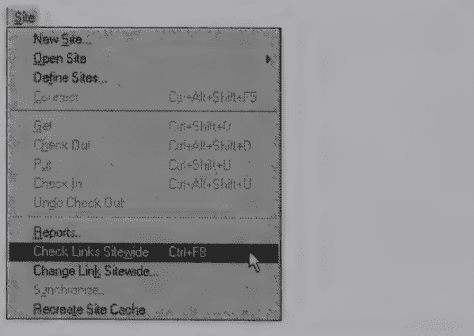 Site
New Site...
Open Site
Define Sites...
Connect Ctrl+Alt+Shift+F5
Get Ctrl+Shift+D
Check Out Ctrl+Alt+Shift+D
Put Ctrl+Shift+U
Check In Ctrl+Alt+Shift+U
Undo Check Out
Reports...
Check Links Sitewide Ctrl+F8
Change Link Sitewide...
Synchronize...
Recreate Site Cache